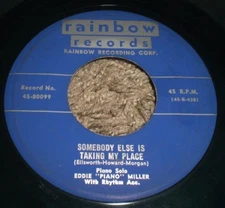 rainbow
records
RAINBOW RECORDING CORP.
Record No.
45-80099
45 R.P.M.
SOMEBODY ELSE IS
TAKING MY PLACE
(Ellsworth-Howard-Morgan)
Piano Solo
EDDIE "PIANO" MILLER
With Rhythm Acc.